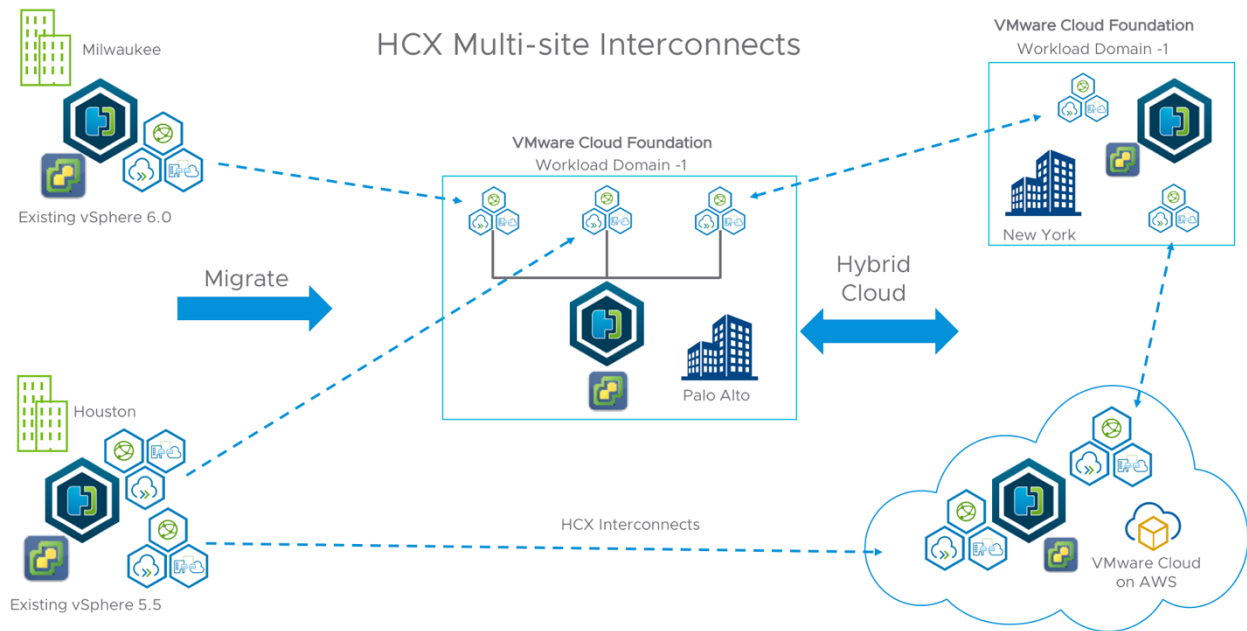 HCX Multi-site Interconnects
Milwaukee
Existing vSphere 6.0
VMware Cloud Foundation
Workload Domain -1
VMware Cloud Foundation
Workload Domain -1
New York
Migrate
Hybrid
Cloud
Palo Alto
Houston
Existing vSphere 5.5
HCX Interconnects
VMware Cloud
on AWS